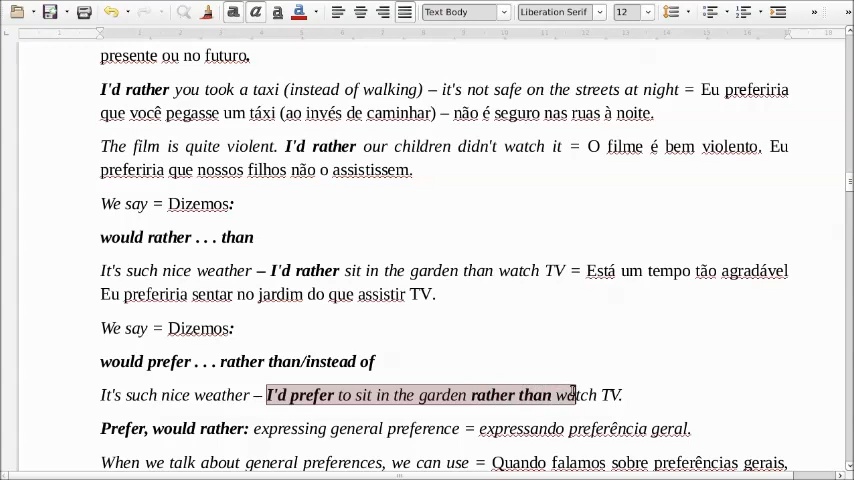 Text Body
Liberation Serif
12
presente ou no futuro.
I'd rather you took a taxi (instead of walking) – it's not safe on the streets at night = Eu preferiria
que você pegasse um táxi (ao invés de caminhar) – não é seguro nas ruas à noite.
The film is quite violent. I'd rather our children didn't watch it = O filme é bem violento. Eu
preferiria que nossos filhos não o assistissem.
We say = Dizemos:
would rather . . . than
It's such nice weather – I'd rather sit in the garden than watch TV = Está um tempo tão agradável
Eu preferiria sentar no jardim do que assistir TV.
We say = Dizemos:
would prefer . . . rather than/instead of
It's such nice weather – I'd prefer to sit in the garden rather than watch TV.
Prefer, would rather: expressing general preference = expressando preferência geral.
When we talk about general preferences, we can use = Quando falamos sobre preferências gerais,